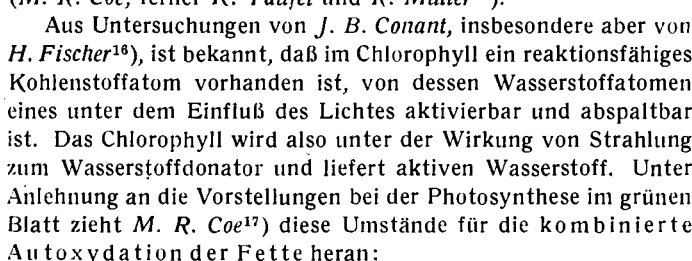 (M. R. Coe, ferner K. Täufel und R. Müller
Aus Untersuchungen von J. B. Conant, insbesondere aber von
H. Fischer¹⁶), ist bekannt, daß im Chlorophyll ein reaktionsfähiges
Kohlenstoffatom vorhanden ist, von dessen Wasserstoffatomen
eines unter dem Einfluß des Lichtes aktivierbar und abspaltbar
ist. Das Chlorophyll wird also unter der Wirkung von Strahlung
zum Wasserstoffdonator und liefert aktiven Wasserstoff. Unter
Anlehnung an die Vorstellungen bei der Photosynthese im grünen
Blatt zieht M. R. Coe¹⁷) diese Umstände für die kombinierte
Autoxydation der Fette heran: